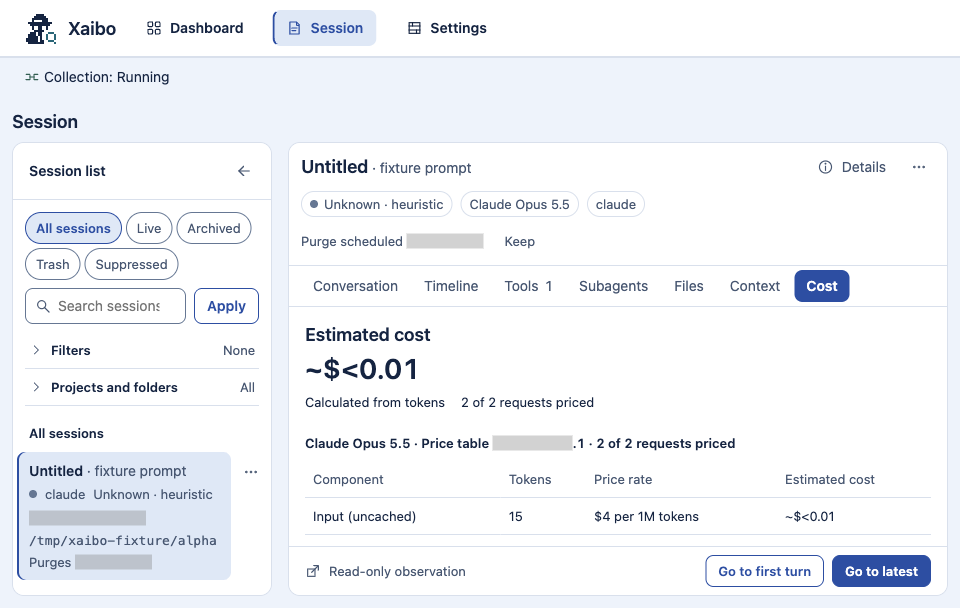 Xaibo Dashboard Session Settings
Collection: Running
Session
Session list
All sessions Live Archived
Trash Suppressed
Search sessions Apply
Filters None
Projects and folders All
All sessions
Untitled · fixture prompt
claude Unknown · heuristic
/tmp/xaibo-fixture/alpha
Purges
Untitled · fixture prompt Details
Unknown · heuristic Claude Opus 5.5 claude
Purge scheduled Keep
Conversation Timeline Tools 1 Subagents Files Context Cost
Estimated cost
~$<0.01
Calculated from tokens 2 of 2 requests priced
Claude Opus 5.5 · Price table .1 · 2 of 2 requests priced
Component Tokens Price rate Estimated cost
Input (uncached) 15 $4 per 1M tokens ~$<0.01
Read-only observation Go to first turn Go to latest